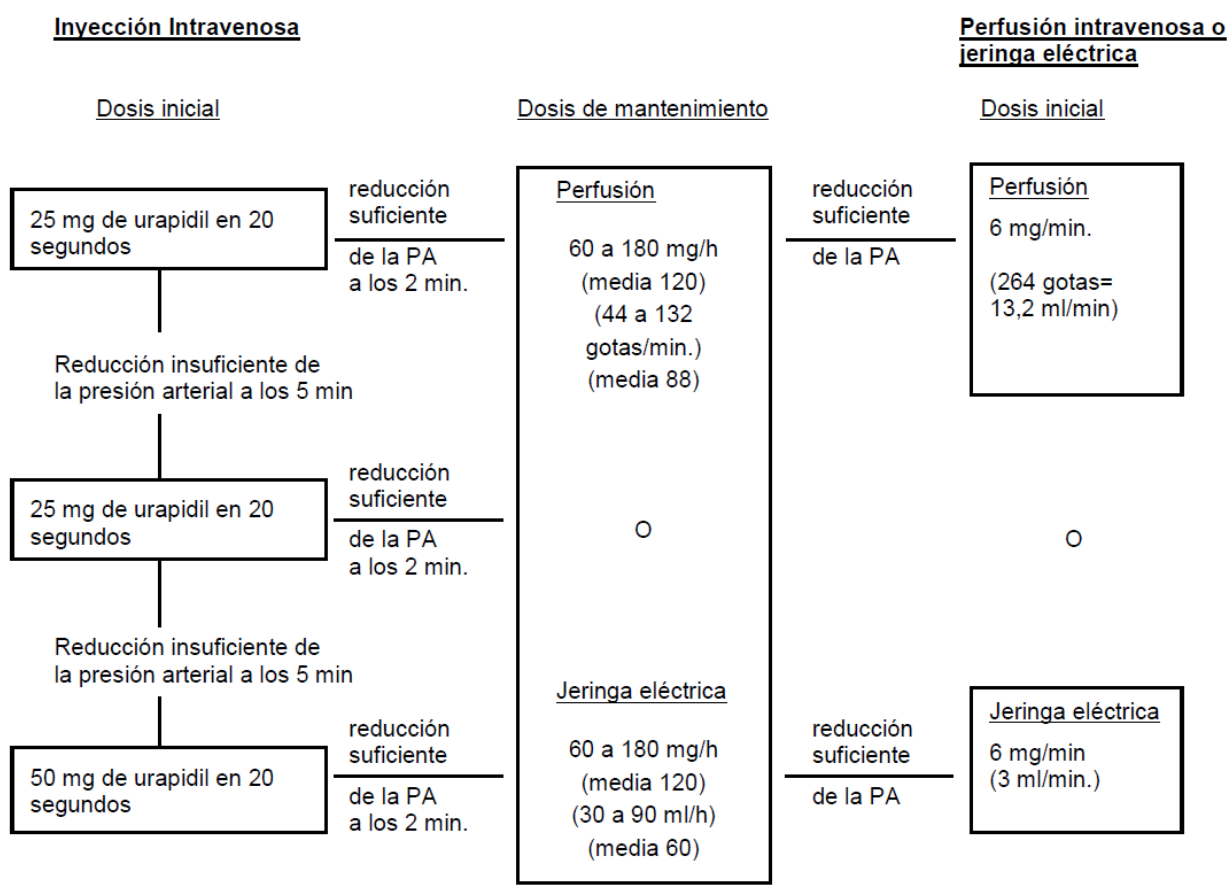 Inyección Intravenosa
Perfusión intravenosa o
jeringa eléctrica
Dosis inicial
Dosis de mantenimiento
Dosis inicial
25 mg de urapidil en 20
segundos
reducción
suficiente
de la PA
a los 2 min.
Perfusión
60 a 180 mg/h
(media 120)
(44 a 132
gotas/min.)
(media 88)
reducción
suficiente
de la PA
Perfusión
6 mg/min.
(264 gotas=
13,2 ml/min)
Reducción insuficiente de
la presión arterial a los 5 min
25 mg de urapidil en 20
segundos
reducción
suficiente
de la PA
a los 2 min.
O
O
Reducción insuficiente de
la presión arterial a los 5 min
50 mg de urapidil en 20
segundos
reducción
suficiente
de la PA
a los 2 min.
Jeringa eléctrica
60 a 180 mg/h
(media 120)
(30 a 90 ml/h)
(media 60)
reducción
suficiente
de la PA
Jeringa eléctrica
6 mg/min
(3 ml/min.)